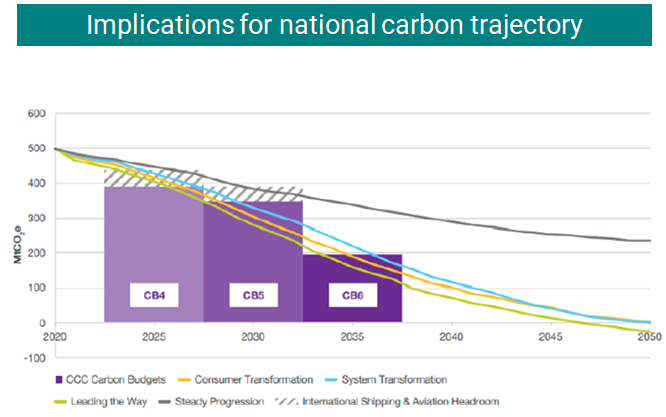 Implications for national carbon trajectory
600
500
400
300
200
100
0
-100
MtCO₂e
CB4
CB5
CB6
2020 2025 2030 2035 2040 2045 2050
CCC Carbon Budgets Consumer Transformation System Transformation
Leading the Way Steady Progression International Shipping & Aviation Headroom